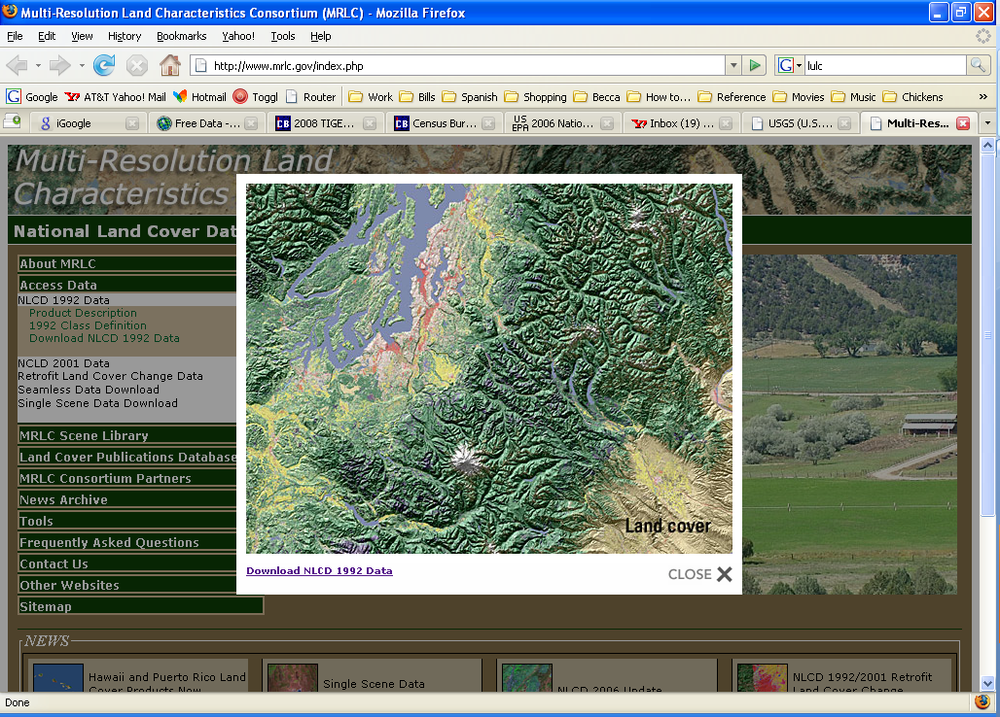 Multi-Resolution Land Characteristics Consortium (MRLC) - Mozilla Firefox
File Edit View History Bookmarks Yahoo! Tools Help
http://www.mrlc.gov/index.php
G lulc
Google AT&T Yahoo! Mail Hotmail Toggl Router Work Bills Spanish Shopping Becca How to... Reference Movies Music Chickens »
iGoogle Free Data -... 2008 TIGE... Census Bur... US EPA 2006 Natio... Inbox (19) ... USGS (U.S.... Multi-Res...
Multi-Resolution Land
Characteristics
National Land Cover Dat
About MRLC
Access Data
NLCD 1992 Data
Product Description
1992 Class Definition
Download NLCD 1992 Data
NCLD 2001 Data
Retrofit Land Cover Change Data
Seamless Data Download
Single Scene Data Download
MRLC Scene Library
Land Cover Publications Database
MRLC Consortium Partners
News Archive
Tools
Frequently Asked Questions
Contact Us
Other Websites
Sitemap
Land cover
Download NLCD 1992 Data
CLOSE X
NEWS
Hawaii and Puerto Rico Land
Cover Products Now
Single Scene Data
NLCD 2006 Update
NLCD 1992/2001 Retrofit
Land Cover Change
Done